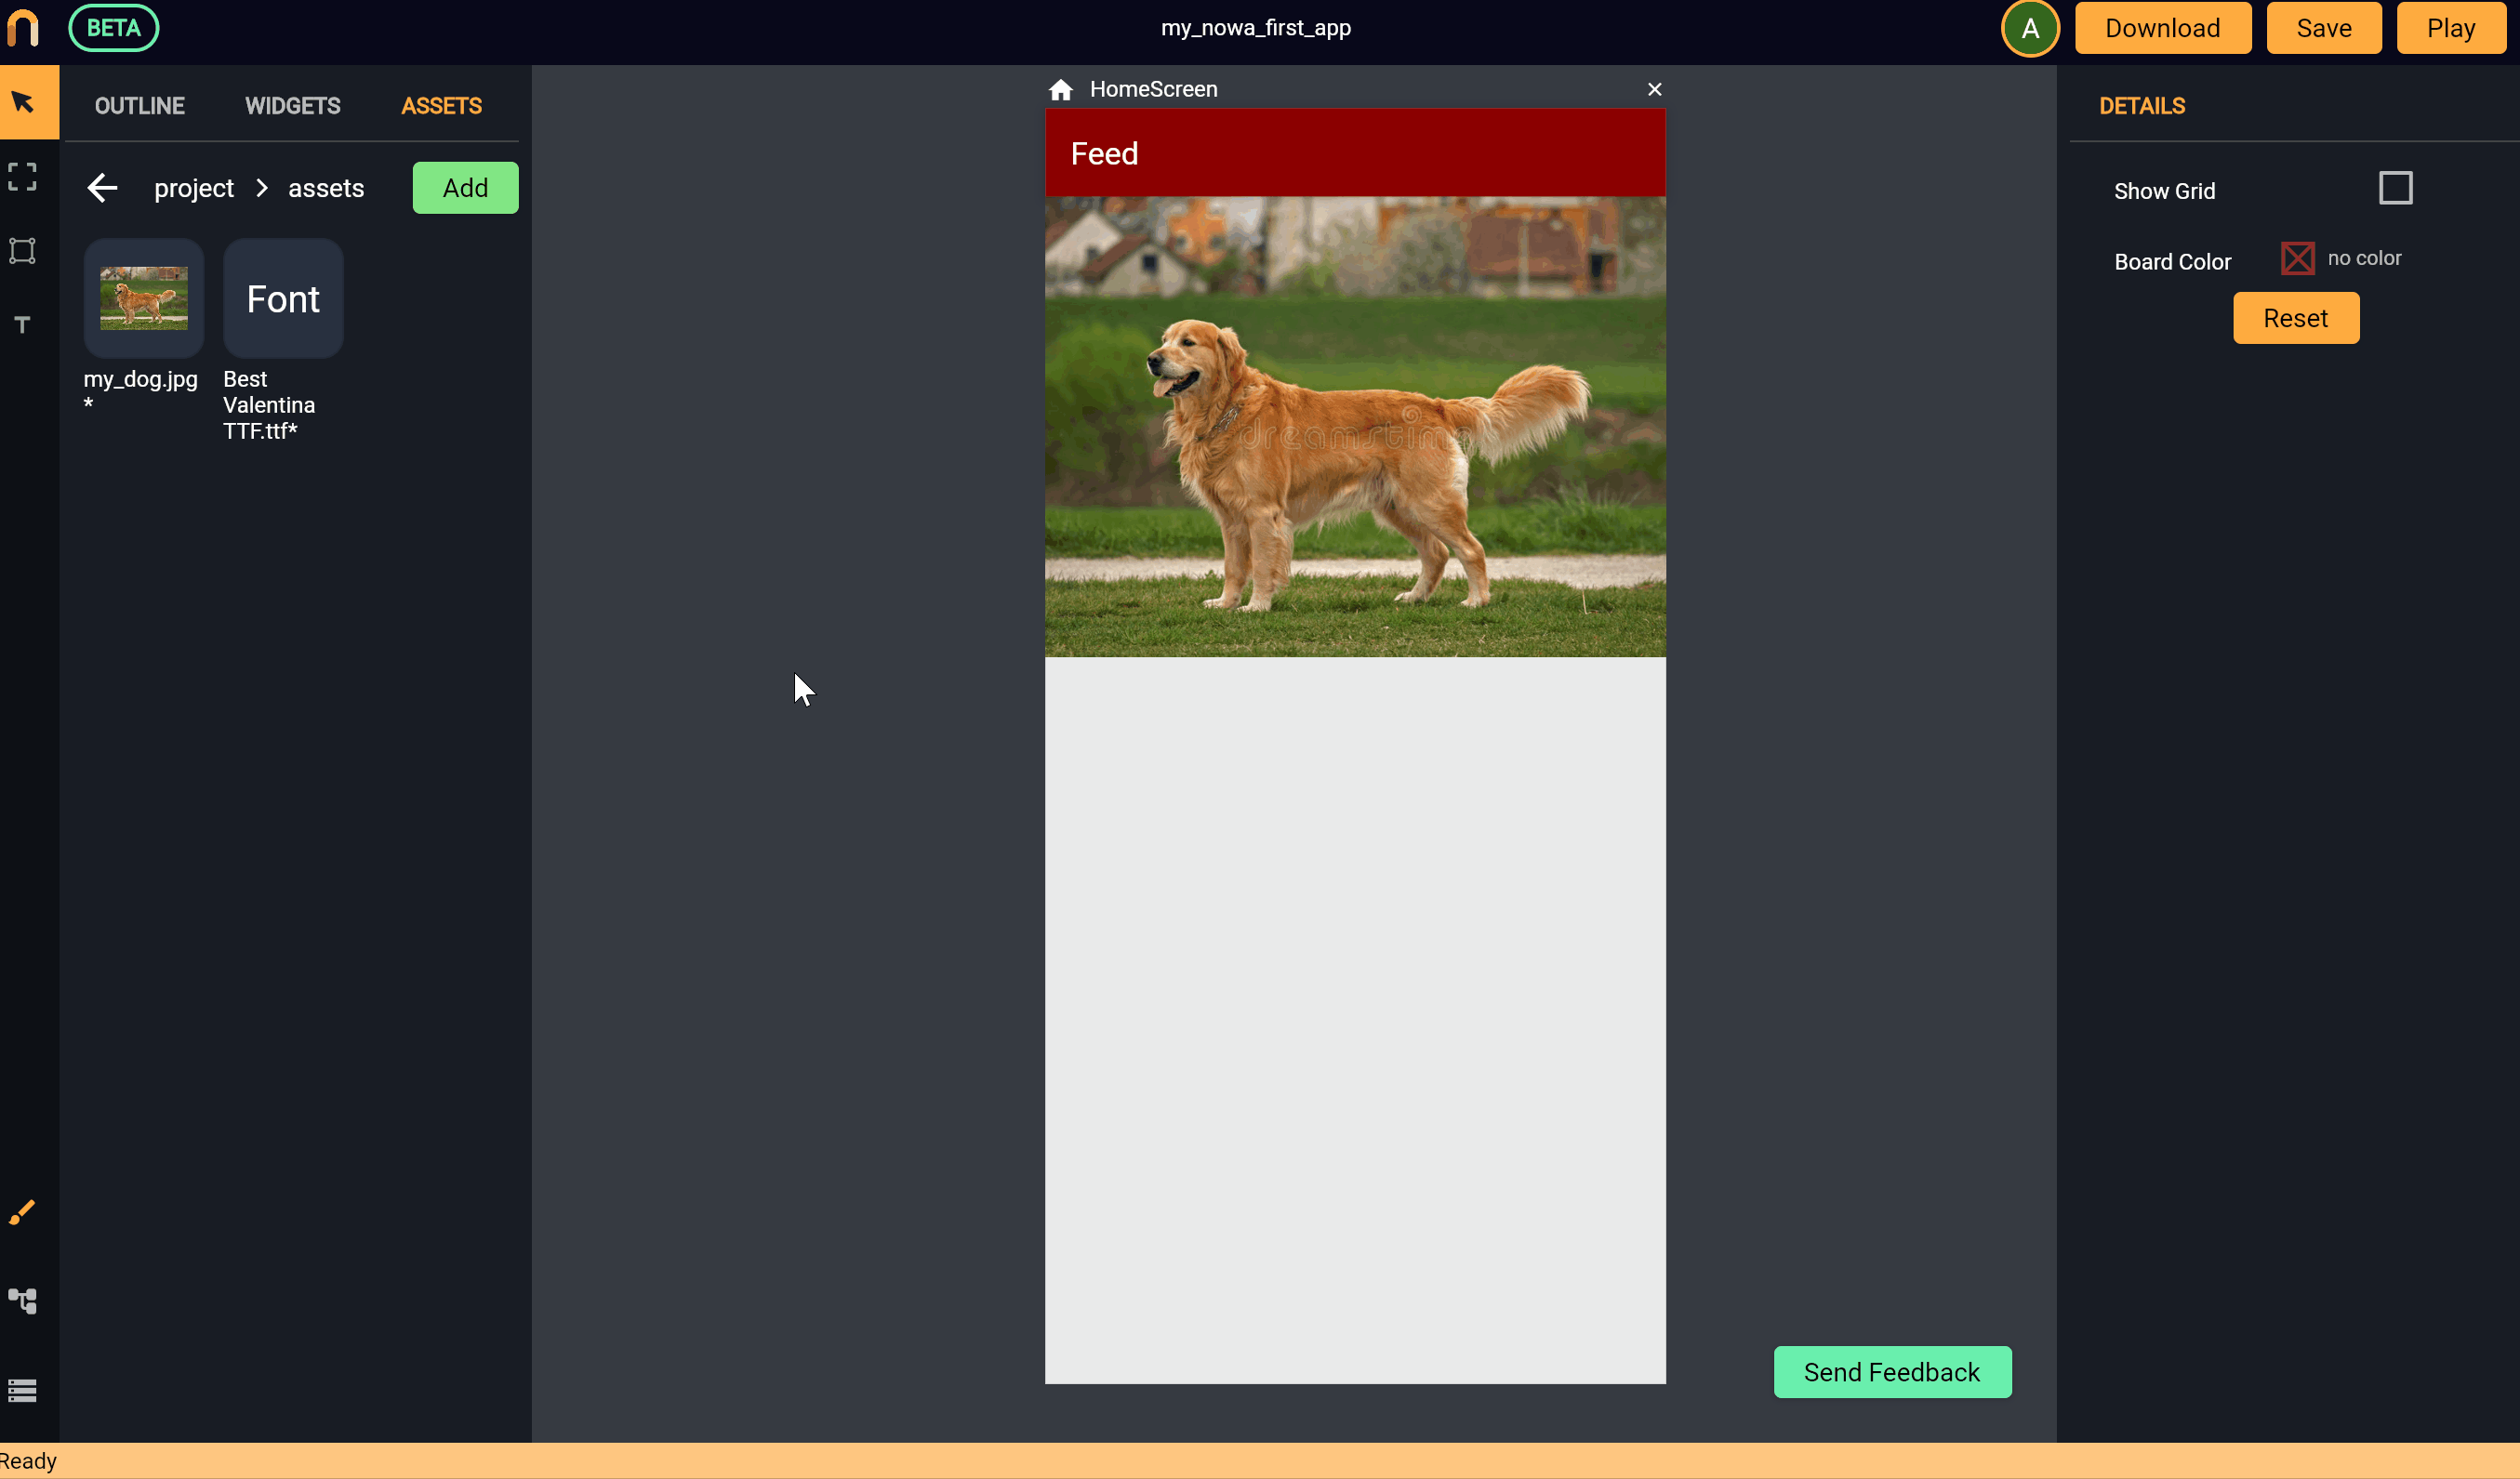 BETA
my_nowa_first_app
A
Download
Save
Play
OUTLINE
WIDGETS
ASSETS
HomeScreen
DETAILS
project > assets
Add
Feed
Show Grid
Board Color
no color
Reset
Font
my_dog.jpg
*
Best
Valentina
TTF.ttf*
dreamstime
T
Send Feedback
Ready